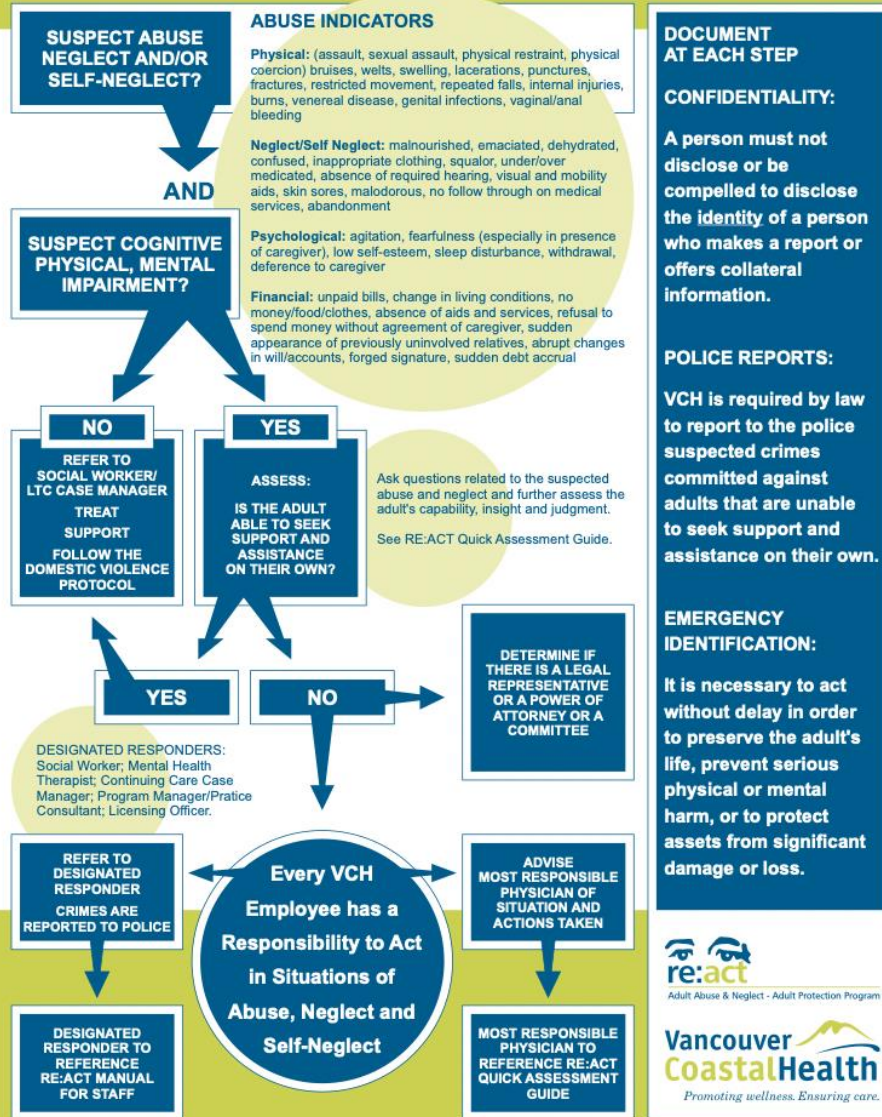 SUSPECT ABUSE
NEGLECT AND/OR
SELF-NEGLECT?
AND
SUSPECT COGNITIVE
PHYSICAL, MENTAL
IMPAIRMENT?
ABUSE INDICATORS
Physical: (assault, sexual assault, physical restraint, physical
coercion) bruises, welts, swelling, lacerations, punctures,
fractures, restricted movement, repeated falls, internal injuries,
burns, venereal disease, genital infections, vaginal/anal
bleeding
Neglect/Self Neglect: malnourished, emaciated, dehydrated,
confused, inappropriate clothing, squalor, under/over
medicated, absence of required hearing, visual and mobility
aids, skin sores, malodorous, no follow through on medical
services, abandonment
Psychological: agitation, fearfulness (especially in presence
of caregiver), low self-esteem, sleep disturbance, withdrawal,
deference to caregiver
Financial: unpaid bills, change in living conditions, no
money/food/clothes, absence of aids and services, refusal to
spend money without agreement of caregiver, sudden
appearance of previously uninvolved relatives, abrupt changes
in will/accounts, forged signature, sudden debt accrual
NO
REFER TO
SOCIAL WORKER/
LTC CASE MANAGER
TREAT
SUPPORT
FOLLOW THE
DOMESTIC VIOLENCE
PROTOCOL
YES
ASSESS:
IS THE ADULT
ABLE TO SEEK
SUPPORT AND
ASSISTANCE
ON THEIR OWN?
Ask questions related to the suspected
abuse and neglect and further assess the
adult's capability, insight and judgment.
See RE:ACT Quick Assessment Guide.
YES
NO
DETERMINE IF
THERE IS A LEGAL
REPRESENTATIVE
OR A POWER OF
ATTORNEY OR A
COMMITTEE
DESIGNATED RESPONDERS:
Social Worker; Mental Health
Therapist; Continuing Care Case
Manager; Program Manager/Pratice
Consultant; Licensing Officer.
REFER TO
DESIGNATED
RESPONDER
CRIMES ARE
REPORTED TO POLICE
DESIGNATED
RESPONDER TO
REFERENCE
RE:ACT MANUAL
FOR STAFF
Every VCH
Employee has a
Responsibility to Act
in Situations of
Abuse, Neglect and
Self-Neglect
ADVISE
MOST RESPONSIBLE
PHYSICIAN OF
SITUATION AND
ACTIONS TAKEN
MOST RESPONSIBLE
PHYSICIAN TO
REFERENCE RE:ACT
QUICK ASSESSMENT
GUIDE
DOCUMENT
AT EACH STEP
CONFIDENTIALITY:
A person must not
disclose or be
compelled to disclose
the identity of a person
who makes a report or
offers collateral
information.
POLICE REPORTS:
VCH is required by law
to report to the police
suspected crimes
committed against
adults that are unable
to seek support and
assistance on their own.
EMERGENCY
IDENTIFICATION:
It is necessary to act
without delay in order
to preserve the adult's
life, prevent serious
physical or mental
harm, or to protect
assets from significant
damage or loss.
re:act
Adult Abuse & Neglect - Adult Protection Program
Vancouver
CoastalHealth
Promoting wellness. Ensuring care.